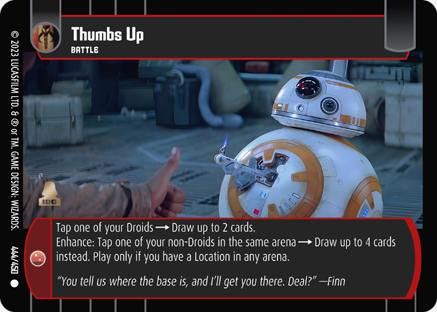 Thumbs Up
BATTLE
Tap one of your Droids → Draw up to 2 cards.
Enhance: Tap one of your non-Droids in the same arena → Draw up to 4 cards
instead. Play only if you have a Location in any arena.
“You tell us where the base is, and I'll get you there. Deal?” —Finn
© 2023 LUCASFILM LTD. & ® or TM. GAME DESIGN: WIZARDS.